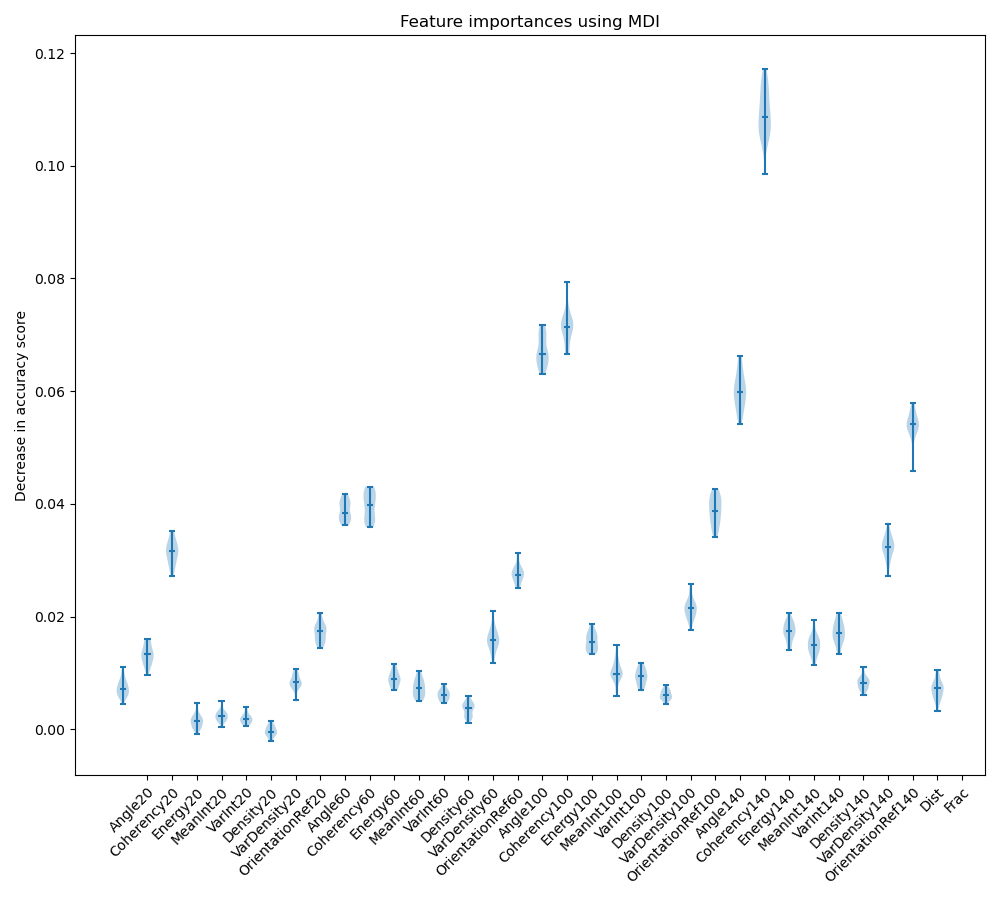 Feature importances using MDI
Decrease in accuracy score
0.12
0.10
0.08
0.06
0.04
0.02
0.00
Angle20
Coherency20
Energy20
MeanInt20
VarInt20
Density20
VarDensity20
OrientationRef20
Angle60
Coherency60
Energy60
MeanInt60
VarInt60
Density60
VarDensity60
OrientationRef60
Angle100
Coherency100
Energy100
MeanInt100
VarInt100
Density100
VarDensity100
OrientationRef100
Angle140
Coherency140
Energy140
MeanInt140
VarInt140
Density140
VarDensity140
OrientationRef140
Dist
Frac